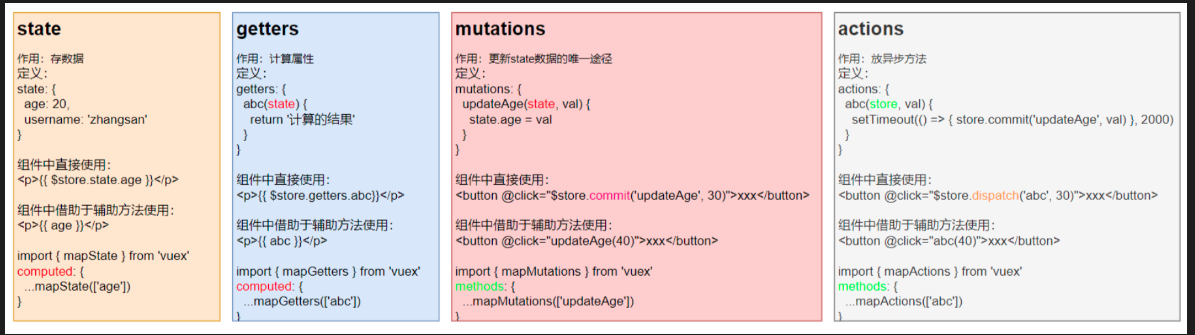 state
作用：存数据
定义：
state: {
age: 20,
username: 'zhangsan'
}
组件中直接使用：
<p>{{ $store.state.age }}</p>
组件中借助于辅助方法使用：
<p>{{ age }}</p>
import { mapState } from 'vuex'
computed: {
...mapState(['age'])
}
getters
作用：计算属性
定义：
getters: {
abc(state) {
return '计算的结果'
}
}
组件中直接使用：
<p>{{ $store.getters.abc}}</p>
组件中借助于辅助方法使用：
<p>{{ abc }}</p>
import { mapGetters } from 'vuex'
computed: {
...mapGetters(['abc'])
}
mutations
作用：更新state数据的唯一途径
定义：
mutations: {
updateAge(state, val) {
state.age = val
}
}
组件中直接使用：
<button @click="$store.commit('updateAge', 30)">xxx</button>
组件中借助于辅助方法使用：
<button @click="updateAge(40)">xxx</button>
import { mapMutations } from 'vuex'
methods: {
...mapMutations(['updateAge'])
}
actions
作用：放异步方法
定义：
actions: {
abc(store, val) {
setTimeout(() => { store.commit('updateAge', val) }, 2000)
}
}
组件中直接使用：
<button @click="$store.dispatch('abc', 30)">xxx</button>
组件中借助于辅助方法使用：
<button @click="abc(40)">xxx</button>
import { mapActions } from 'vuex'
methods: {
...mapActions(['abc'])
}